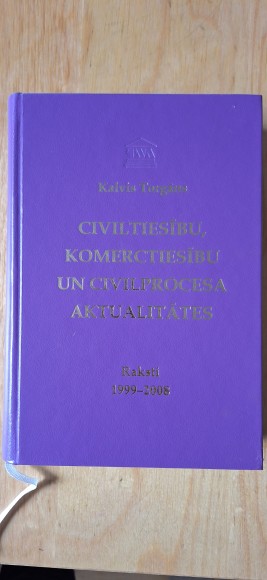 Kalvis Torgāns
CIVILTIESĪBU,
KOMERCTIESĪBU
UN CIVILPROCESA
AKTUALITĀTES
Raksti
1999–2008